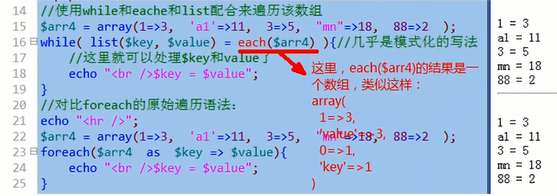 14 //使用while和eache和list配合来遍历该数组
15 $arr4 = array(1=>3, 'a1'=>11, 3=>5, "mn"=>18, 88=>2 );
16 while( list($key, $value) = each($arr4) ){//几乎是模式化的写法
17 //这里就可以处理$key和value了
18 echo "<br />$key = $value";
19 }
20 //对比foreach的原始遍历语法：
21 echo "<hr>";
22 $arr4 = array(1=>3, 'a1'=>11, 3=>5, "mn"=>18, 88=>2 );
23 foreach($arr4 as $key => $value){
24 echo "<br />$key = $value";
25 }
这里，each($arr4)的结果是一
个数组，类似这样：
array(
1=>3,
'value'=>3,
0=>1,
'key'=>1
)
1 = 3
a1 = 11
3 = 5
mn = 18
88 = 2
1 = 3
a1 = 11
3 = 5
mn = 18
88 = 2